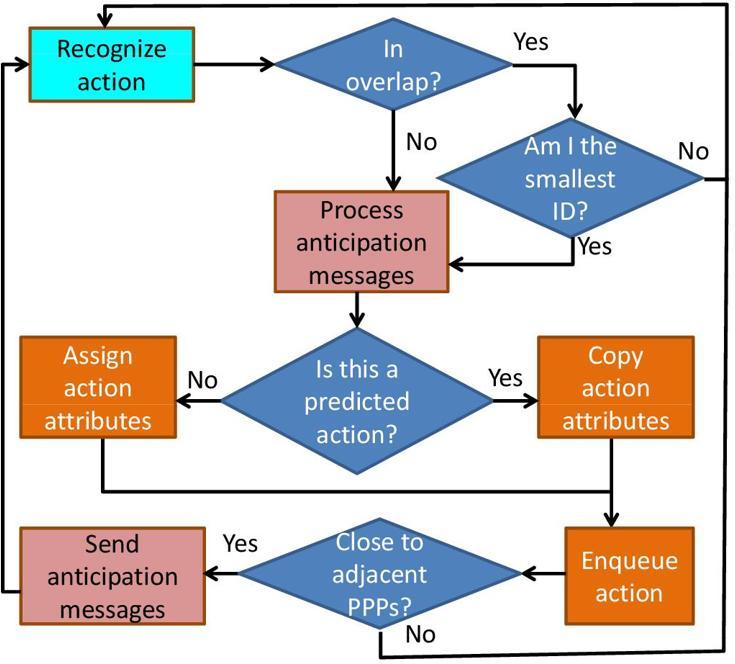 Recognize
action
In
overlap?
Yes
No
Am I the
smallest
ID?
No
Yes
Process
anticipation
messages
Is this a
predicted
action?
No
Yes
Assign
action
attributes
Copy
action
attributes
Enqueue
action
Close to
adjacent
PPPs?
Yes
No
Send
anticipation
messages